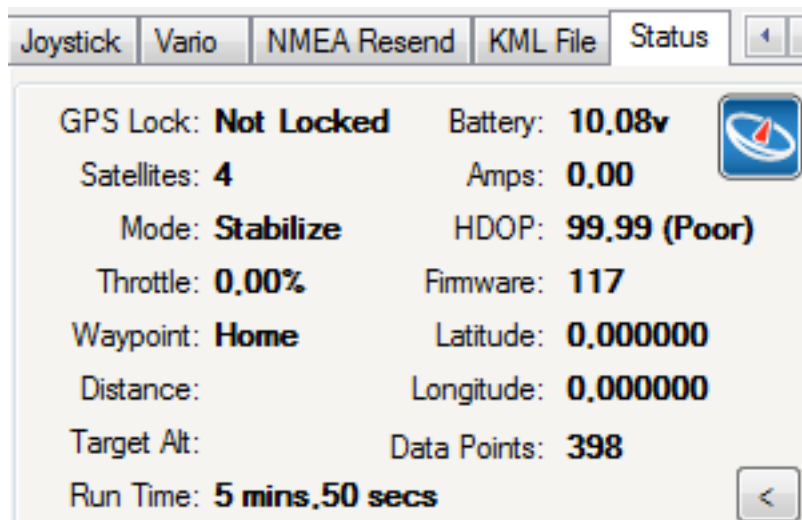 Joystick Vario NMEA Resend KML File Status
GPS Lock: Not Locked Battery: 10,08v
Satellites: 4 Amps: 0,00
Mode: Stabilize HDOP: 99,99 (Poor)
Throttle: 0,00% Firmware: 117
Waypoint: Home Latitude: 0,000000
Distance: Longitude: 0,000000
Target Alt: Data Points: 398
Run Time: 5 mins,50 secs <